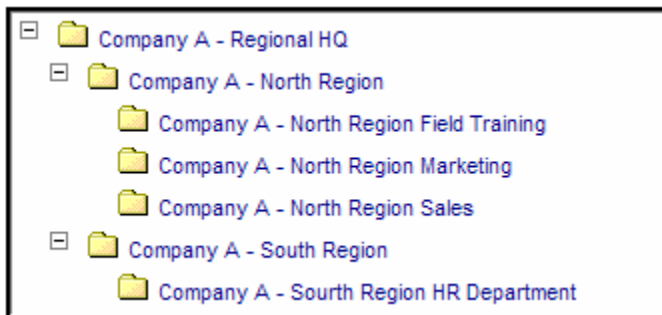 Company A - Regional HQ
Company A - North Region
Company A - North Region Field Training
Company A - North Region Marketing
Company A - North Region Sales
Company A - South Region
Company A - Sourth Region HR Department